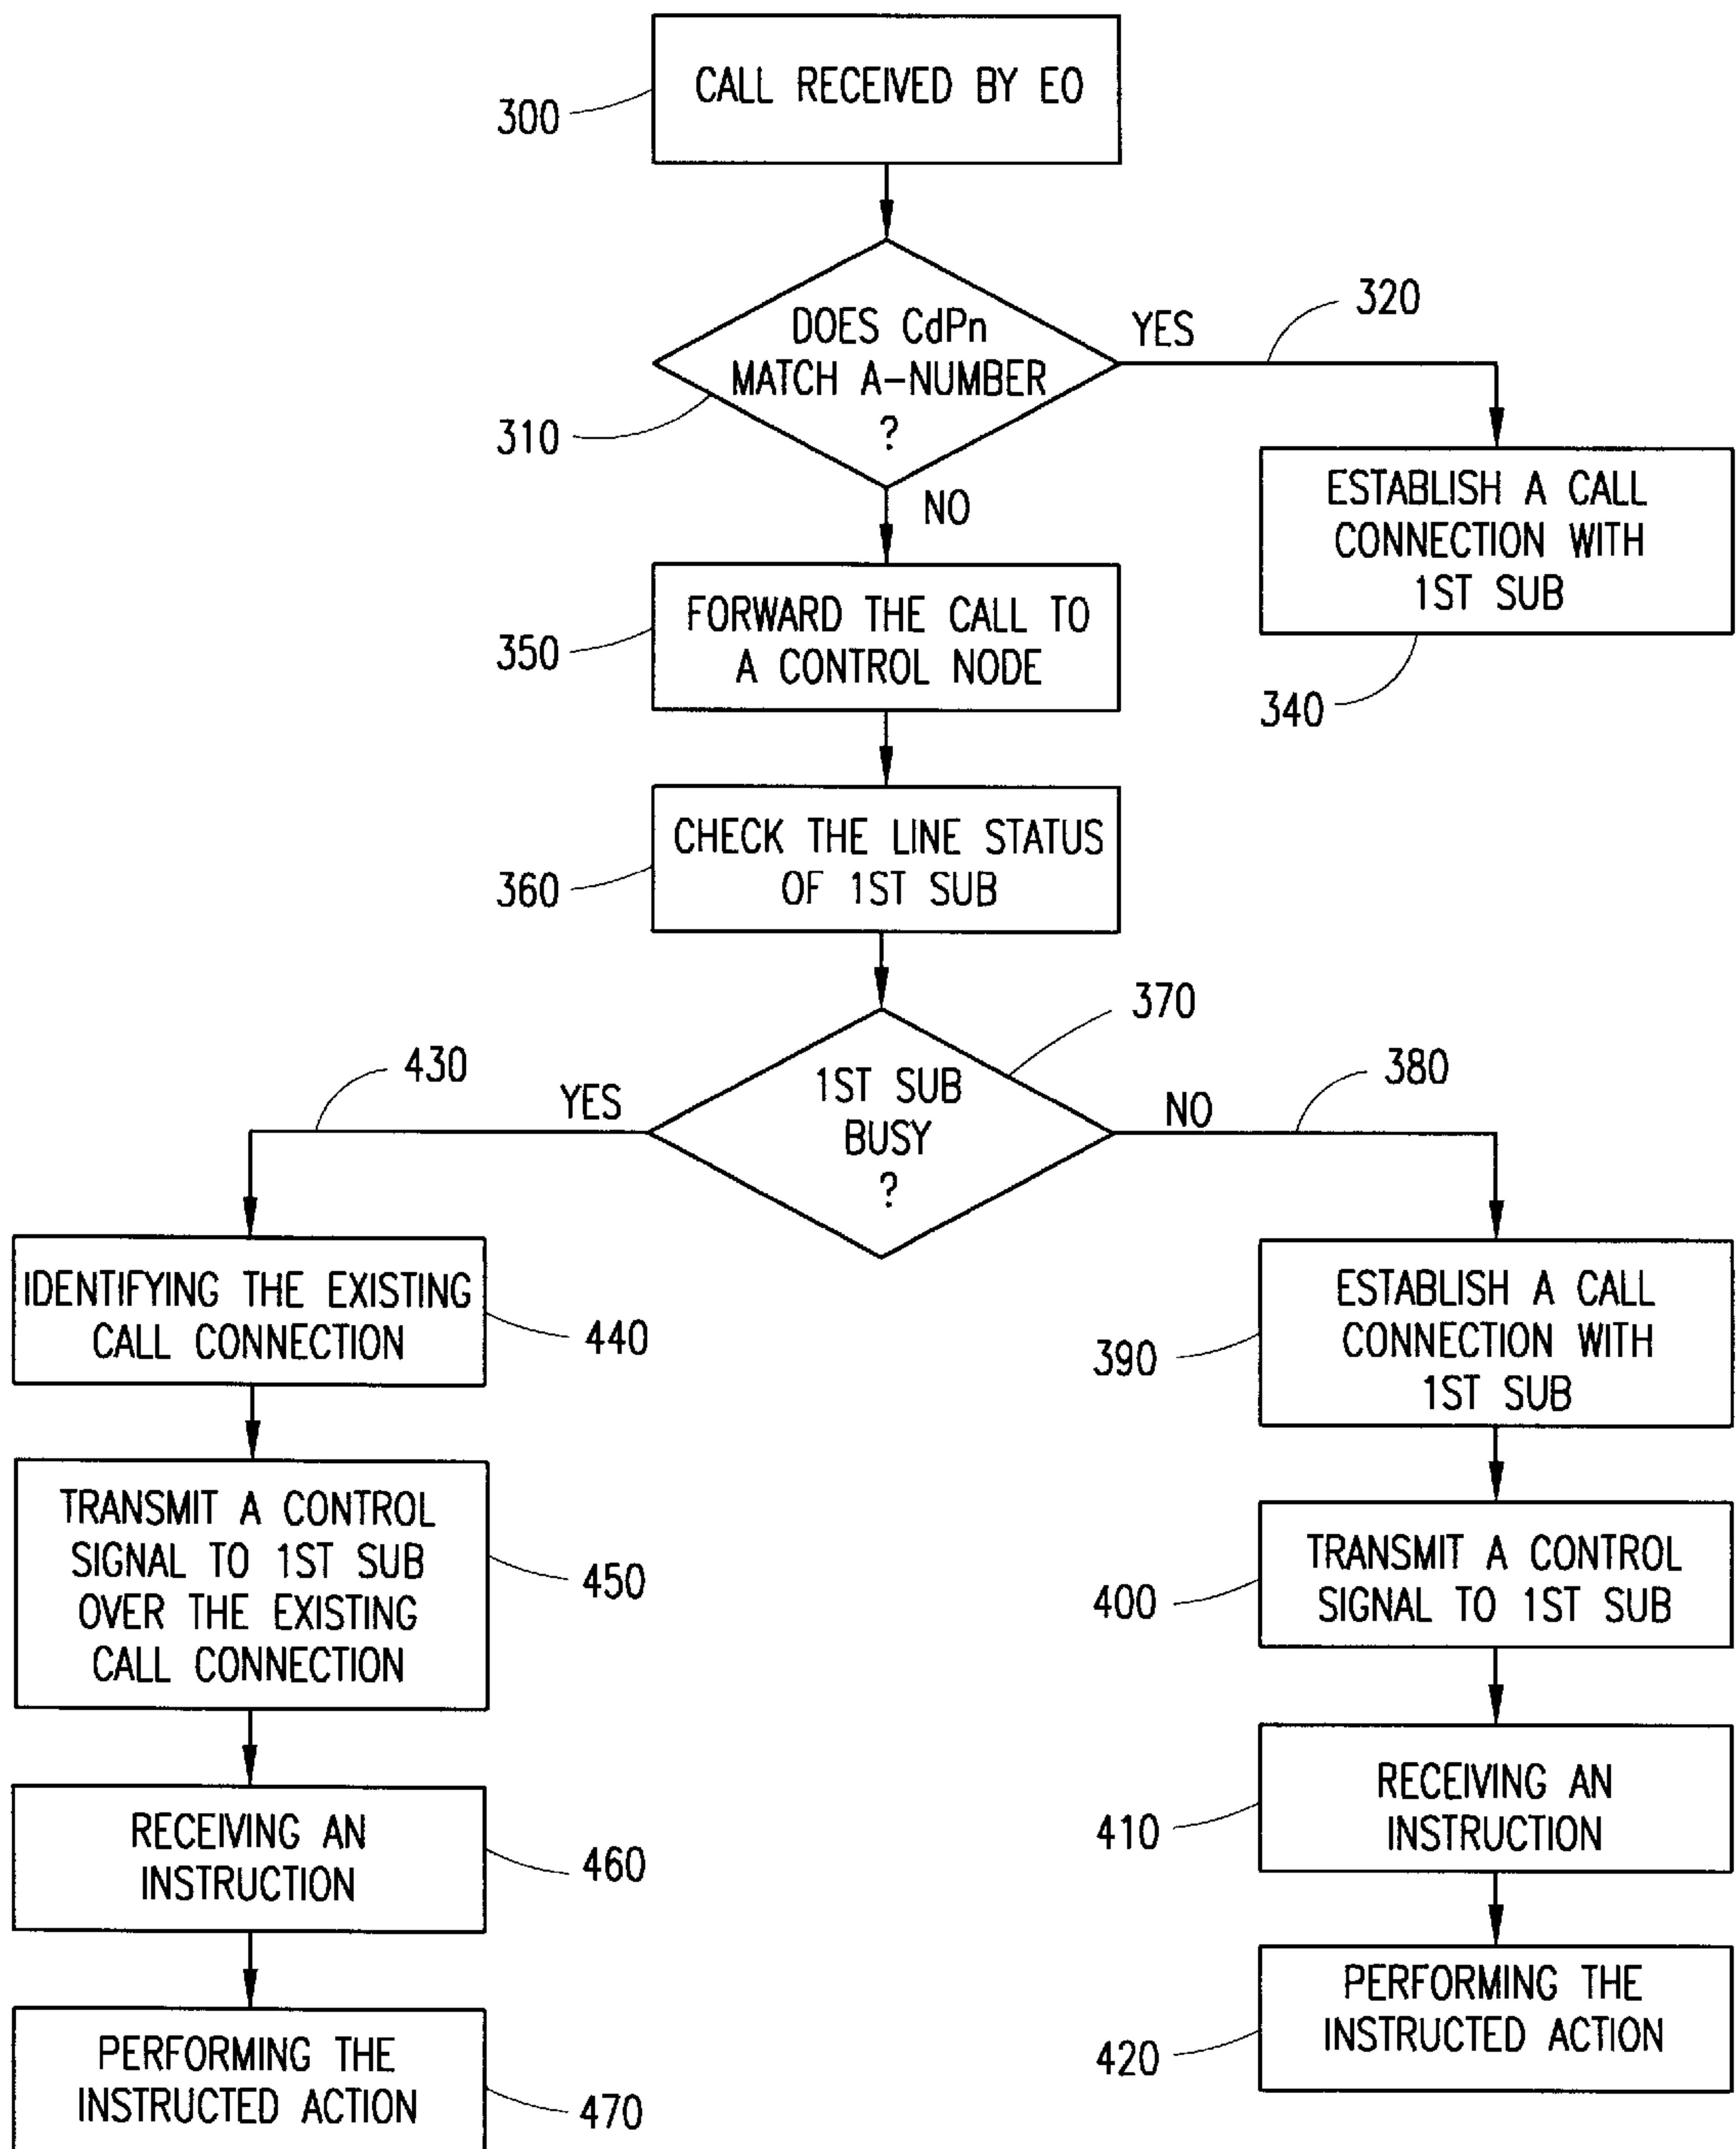 CALL RECEIVED BY EO
300
DOES CdPn
MATCH A-NUMBER
?
310
YES
320
NO
ESTABLISH A CALL
CONNECTION WITH
1ST SUB
340
FORWARD THE CALL TO
A CONTROL NODE
350
CHECK THE LINE STATUS
OF 1ST SUB
360
1ST SUB
BUSY
?
370
YES
430
NO
380
IDENTIFYING THE EXISTING
CALL CONNECTION
440
TRANSMIT A CONTROL
SIGNAL TO 1ST SUB
OVER THE EXISTING
CALL CONNECTION
450
RECEIVING AN
INSTRUCTION
460
PERFORMING THE
INSTRUCTED ACTION
470
ESTABLISH A CALL
CONNECTION WITH
1ST SUB
390
TRANSMIT A CONTROL
SIGNAL TO 1ST SUB
400
RECEIVING AN
INSTRUCTION
410
PERFORMING THE
INSTRUCTED ACTION
420